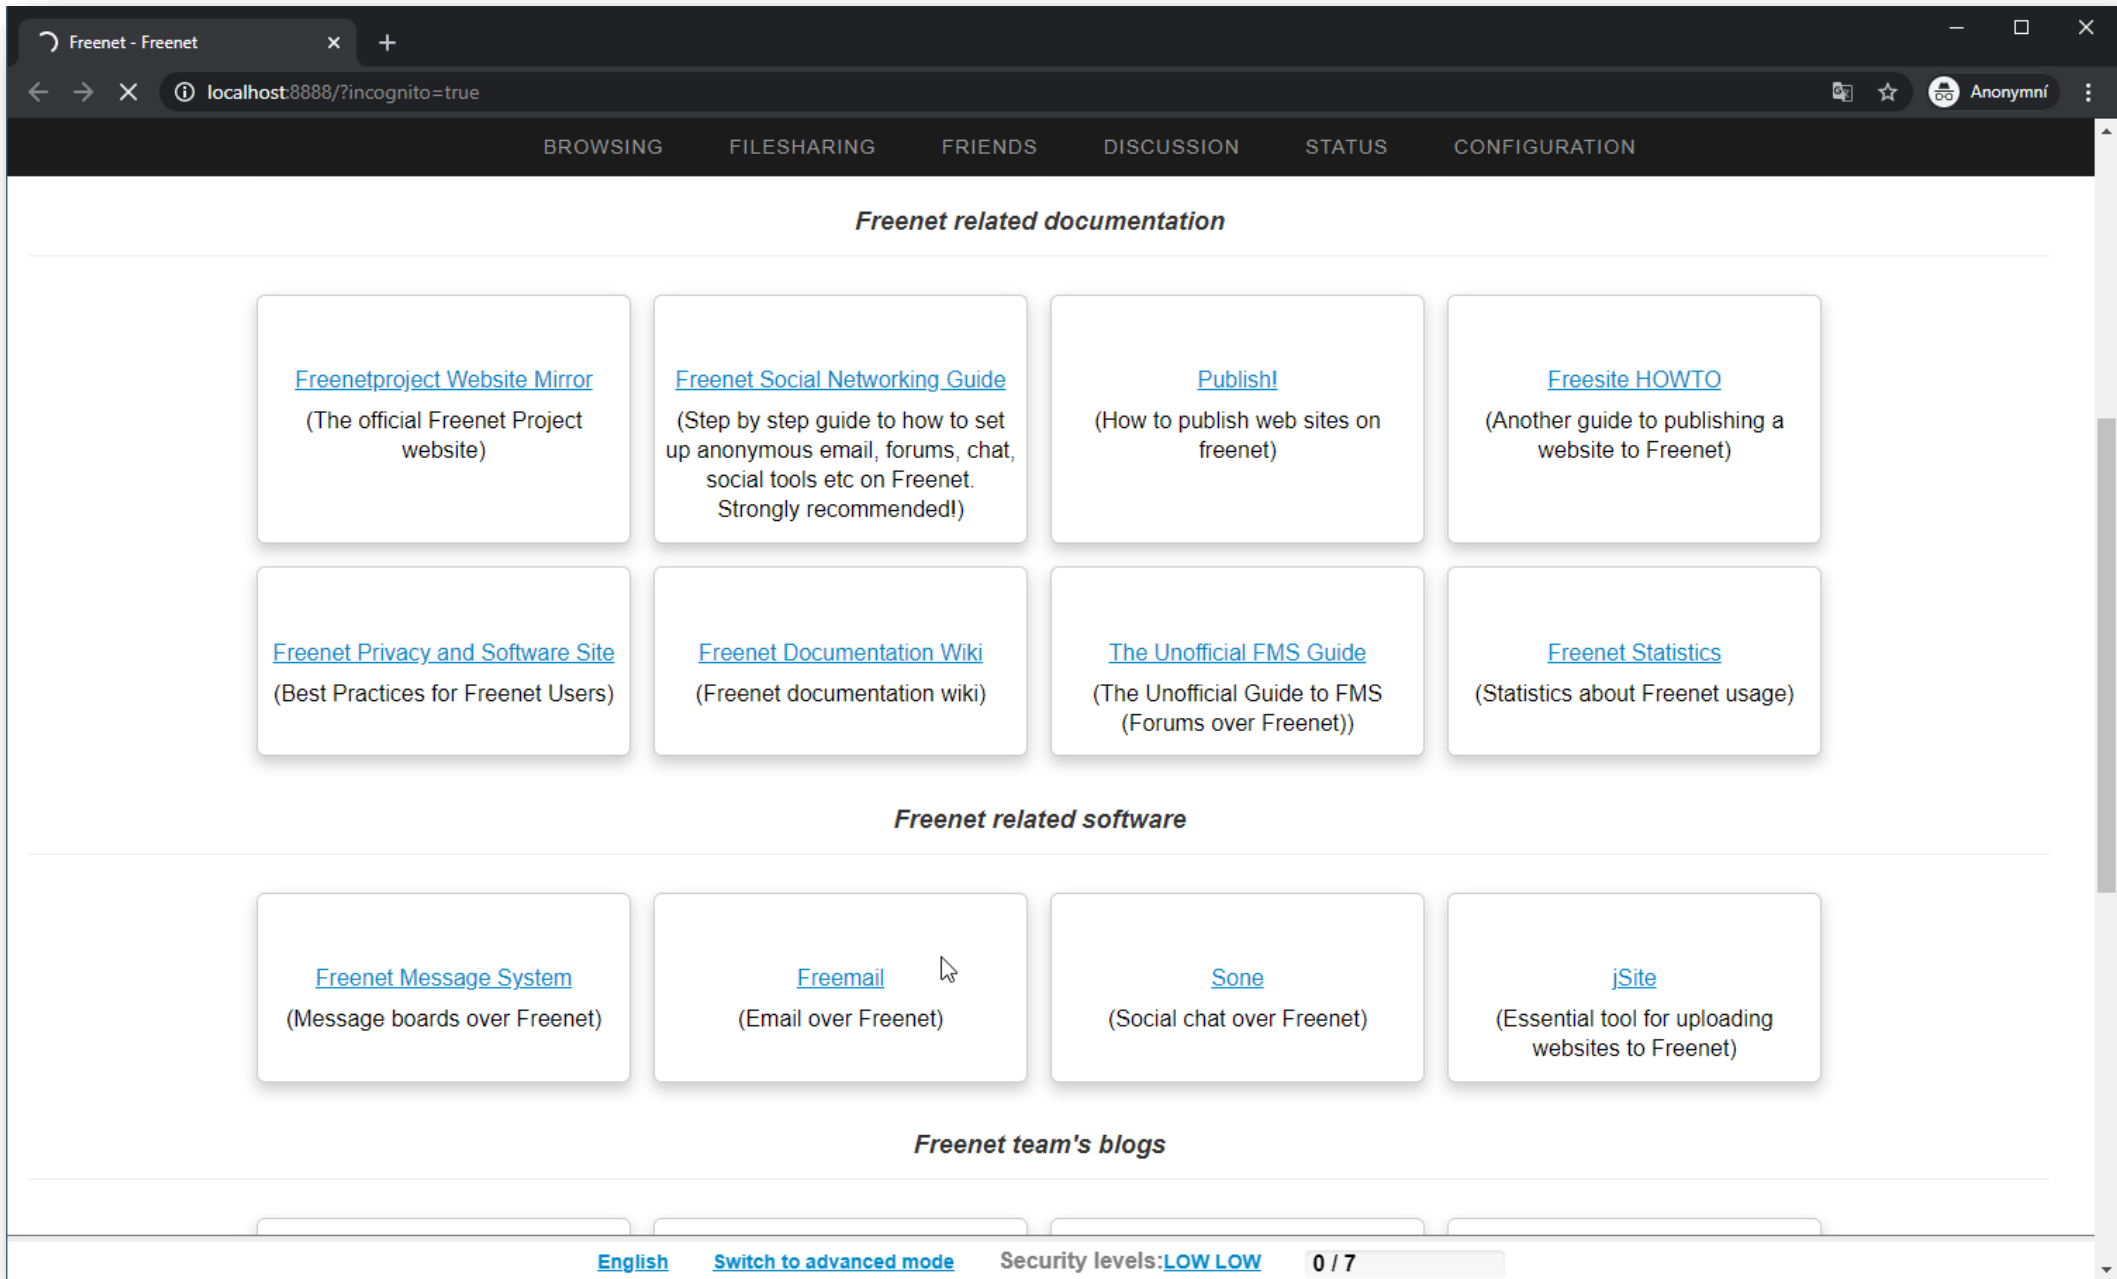 Freenet - Freenet
localhost:8888/?incognito=true
Anonymní
BROWSING FILESHARING FRIENDS DISCUSSION STATUS CONFIGURATION
Freenet related documentation
Freenetproject Website Mirror
(The official Freenet Project
website)
Freenet Social Networking Guide
(Step by step guide to how to set
up anonymous email, forums, chat,
social tools etc on Freenet.
Strongly recommended!)
Publish!
(How to publish web sites on
freenet)
Freesite HOWTO
(Another guide to publishing a
website to Freenet)
Freenet Privacy and Software Site
(Best Practices for Freenet Users)
Freenet Documentation Wiki
(Freenet documentation wiki)
The Unofficial FMS Guide
(The Unofficial Guide to FMS
(Forums over Freenet))
Freenet Statistics
(Statistics about Freenet usage)
Freenet related software
Freenet Message System
(Message boards over Freenet)
Freemail
(Email over Freenet)
Sone
(Social chat over Freenet)
jSite
(Essential tool for uploading
websites to Freenet)
Freenet team's blogs
English Switch to advanced mode Security levels:LOW LOW 0 / 7